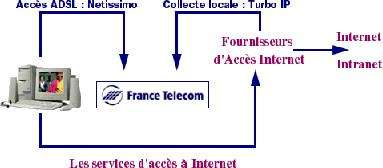 Accès ADSL : Netissimo
Collecte locale : Turbo IP
Fournisseurs
d'Accès Internet
Internet
Intranet
France Telecom
Les services d'accès à Internet